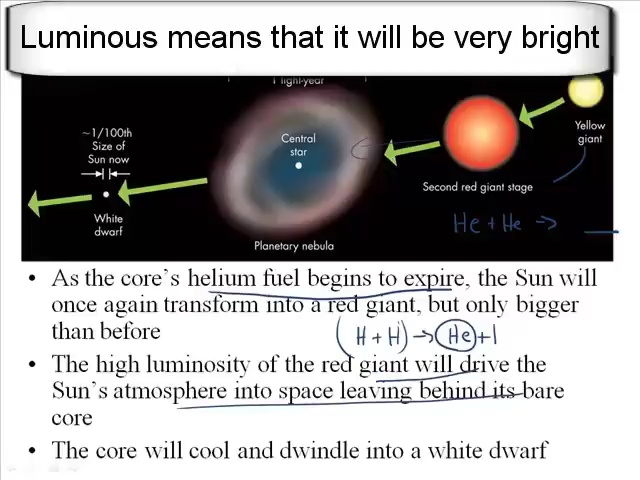 Luminous means that it will be very bright
light-year
~1/100th
Size of
Sun now
Central
star
Yellow
giant
Second red giant stage
White
dwarf
He + He →
Planetary nebula
• As the core's helium fuel begins to expire, the Sun will
once again transform into a red giant, but only bigger
than before
(H + H) → He + 1
• The high luminosity of the red giant will drive the
Sun's atmosphere into space leaving behind its bare
core
• The core will cool and dwindle into a white dwarf